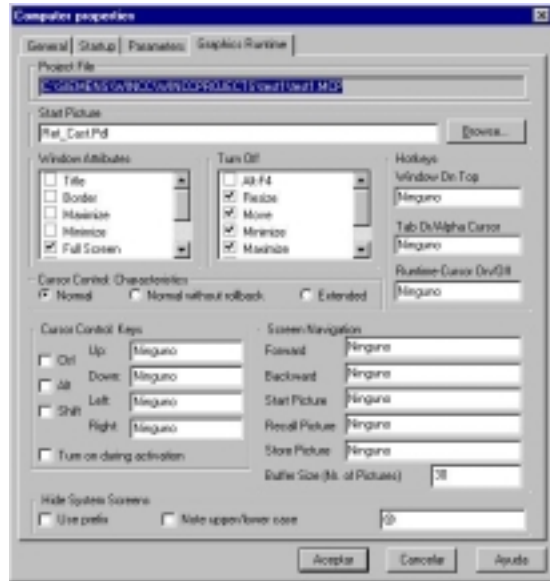 Computer properties
General Startup Parameters Graphics Runtime
Project File
C:\SIEMENS\WINCC\WINCCPROJECTS\test1\test1.MCP
Start Picture
.Pdl Browse...
Window Attributes Turn Off Hotkeys
Title Alt-F4 Window On Top
Border Resize Ninguno
Maximize Move
Minimize Minimize Tab Or/Alpha Cursor
Full Screen Maximize Ninguno
Runtime Cursor On/Off
Cursor Control: Characteristics Ninguno
Normal Normal without rollback Extended
Cursor Control: Keys Screen Navigation
Ctrl Up: Ninguno Forward Ninguno
Alt Down: Ninguno Backward Ninguno
Shift Left: Ninguno Start Picture Ninguno
Right: Ninguno Recall Picture Ninguno
Turn on during activation Store Picture Ninguno
Buffer Size (Nr. of Pictures) 30
Hide System Screens
Use prefix Note upper/lower case @
Aceptar Cancelar Ayuda